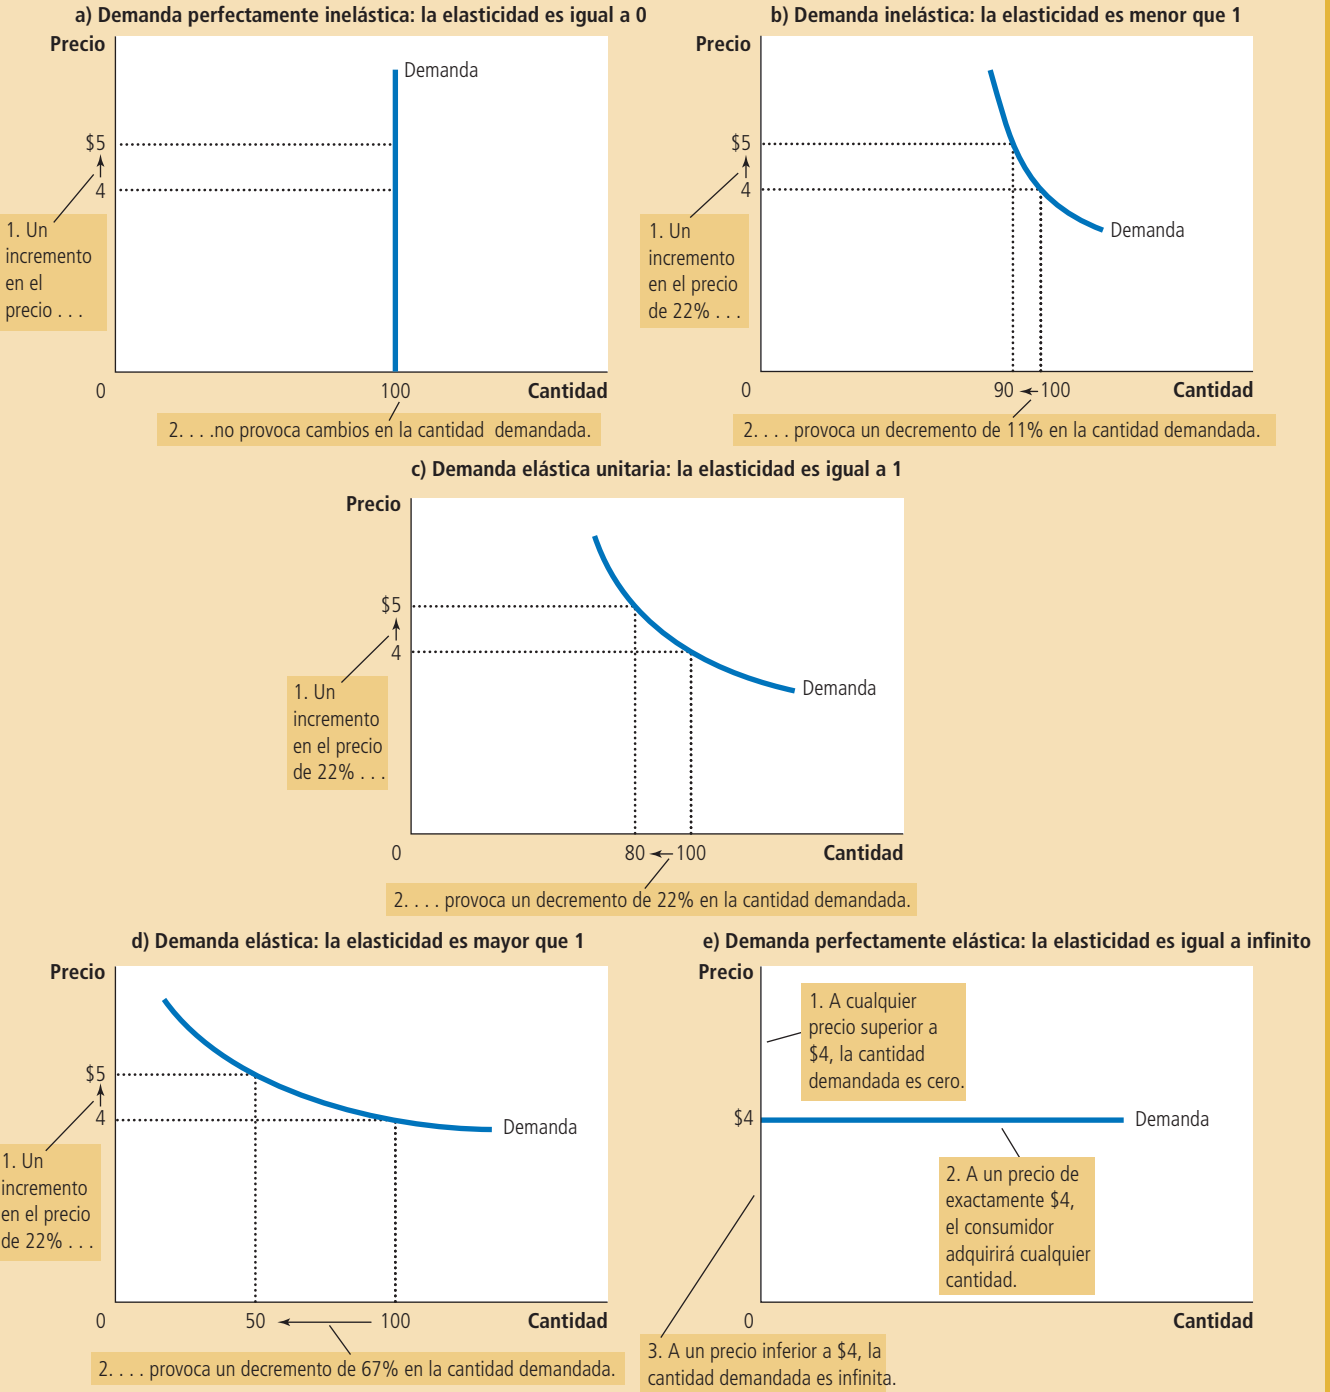 a) Demanda perfectamente inelástica: la elasticidad es igual a 0
Precio
Demanda
$5
4
1. Un
incremento
en el
precio . . .
0
100
Cantidad
2. . . .no provoca cambios en la cantidad demandada.
b) Demanda inelástica: la elasticidad es menor que 1
Precio
$5
4
1. Un
incremento
en el precio
de 22% . . .
Demanda
0
90
100
Cantidad
2. . . . provoca un decremento de 11% en la cantidad demandada.
c) Demanda elástica unitaria: la elasticidad es igual a 1
Precio
$5
4
1. Un
incremento
en el precio
de 22% . . .
Demanda
0
80
100
Cantidad
2. . . . provoca un decremento de 22% en la cantidad demandada.
d) Demanda elástica: la elasticidad es mayor que 1
Precio
$5
4
Demanda
1. Un
incremento
en el precio
de 22% . . .
0
50
100
Cantidad
2. . . . provoca un decremento de 67% en la cantidad demandada.
e) Demanda perfectamente elástica: la elasticidad es igual a infinito
Precio
1. A cualquier
precio superior a
$4, la cantidad
demandada es cero.
$4
Demanda
2. A un precio de
exactamente $4,
el consumidor
adquirirá cualquier
cantidad.
0
Cantidad
3. A un precio inferior a $4, la
cantidad demandada es infinita.